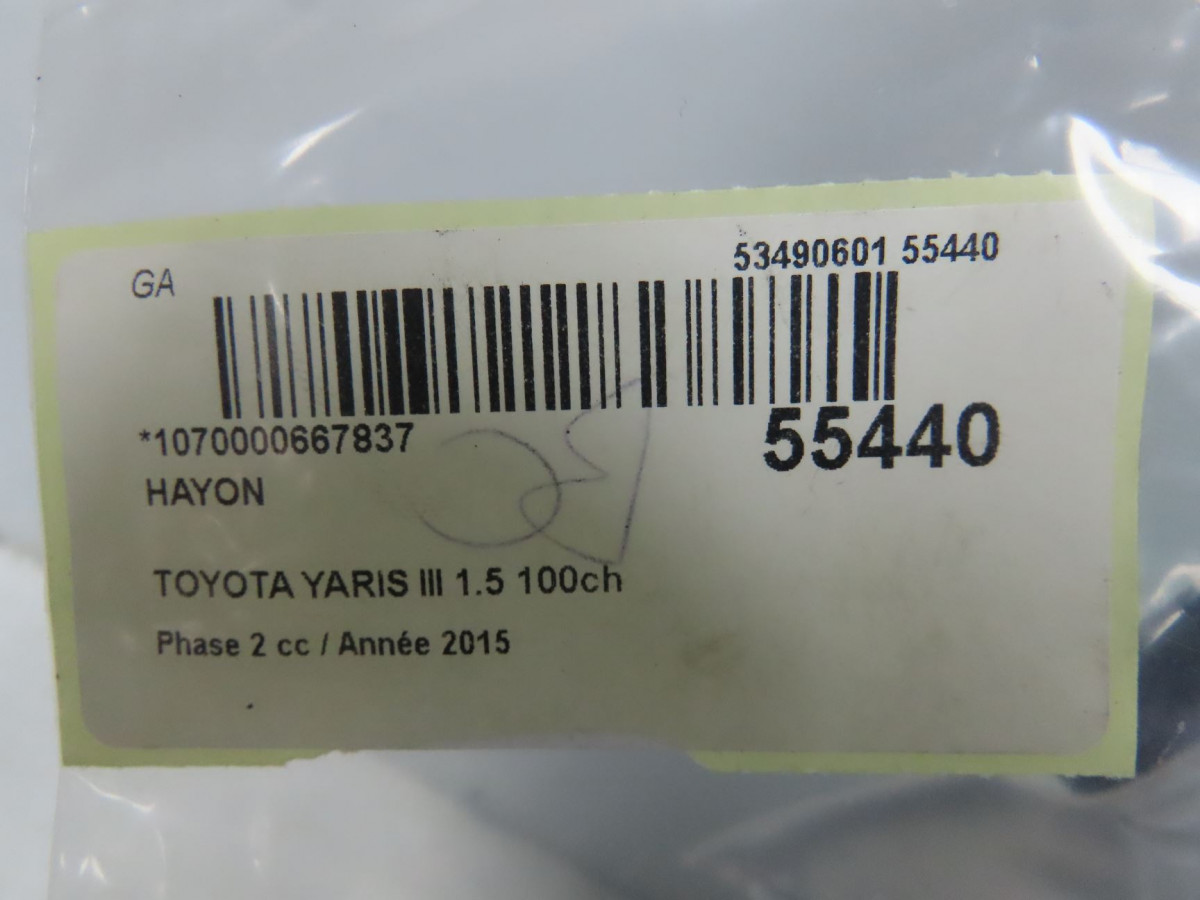 GA
53490601 55440
*1070000667837
55440
HAYON
TOYOTA YARIS III 1.5 100ch
Phase 2 cc / Année 2015